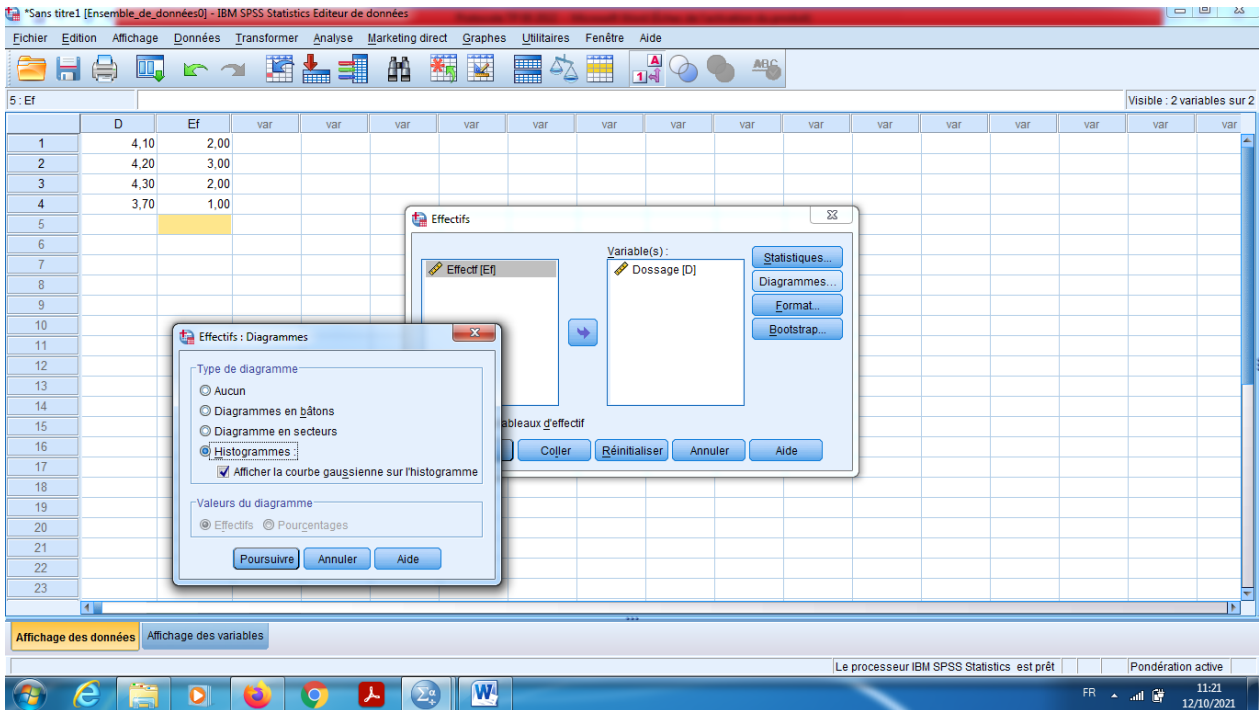 *Sans titre1 [Ensemble_de_données0] - IBM SPSS Statistics Editeur de données
Fichier Edition Affichage Données Transformer Analyse Marketing direct Graphes Utilitaires Fenêtre Aide
A
1
ABC
5 : Ef
Visible : 2 variables sur 2
D Ef var var var var var var var var var var var var var var var
1 4,10 2,00
2 4,20 3,00
3 4,30 2,00
4 3,70 1,00
5
6
7
8
9
10
11
12
13
14
15
16
17
18
19
20
21
22
23
Effectifs
Variable(s) :
Effectf [Ef]
Dossage [D]
Statistiques...
Diagrammes...
Format...
Bootstrap...
d'effectif
Coller Réinitialiser Annuler Aide
Effectifs : Diagrammes
Type de diagramme
Aucun
Diagrammes en bâtons
Diagramme en secteurs
Histogrammes :
Afficher la courbe gaussienne sur l'histogramme
Valeurs du diagramme
Effectifs Pourcentages
Poursuivre Annuler Aide
Affichage des données Affichage des variables
Le processeur IBM SPSS Statistics est prêt Pondération active
FR 11:21
12/10/2021